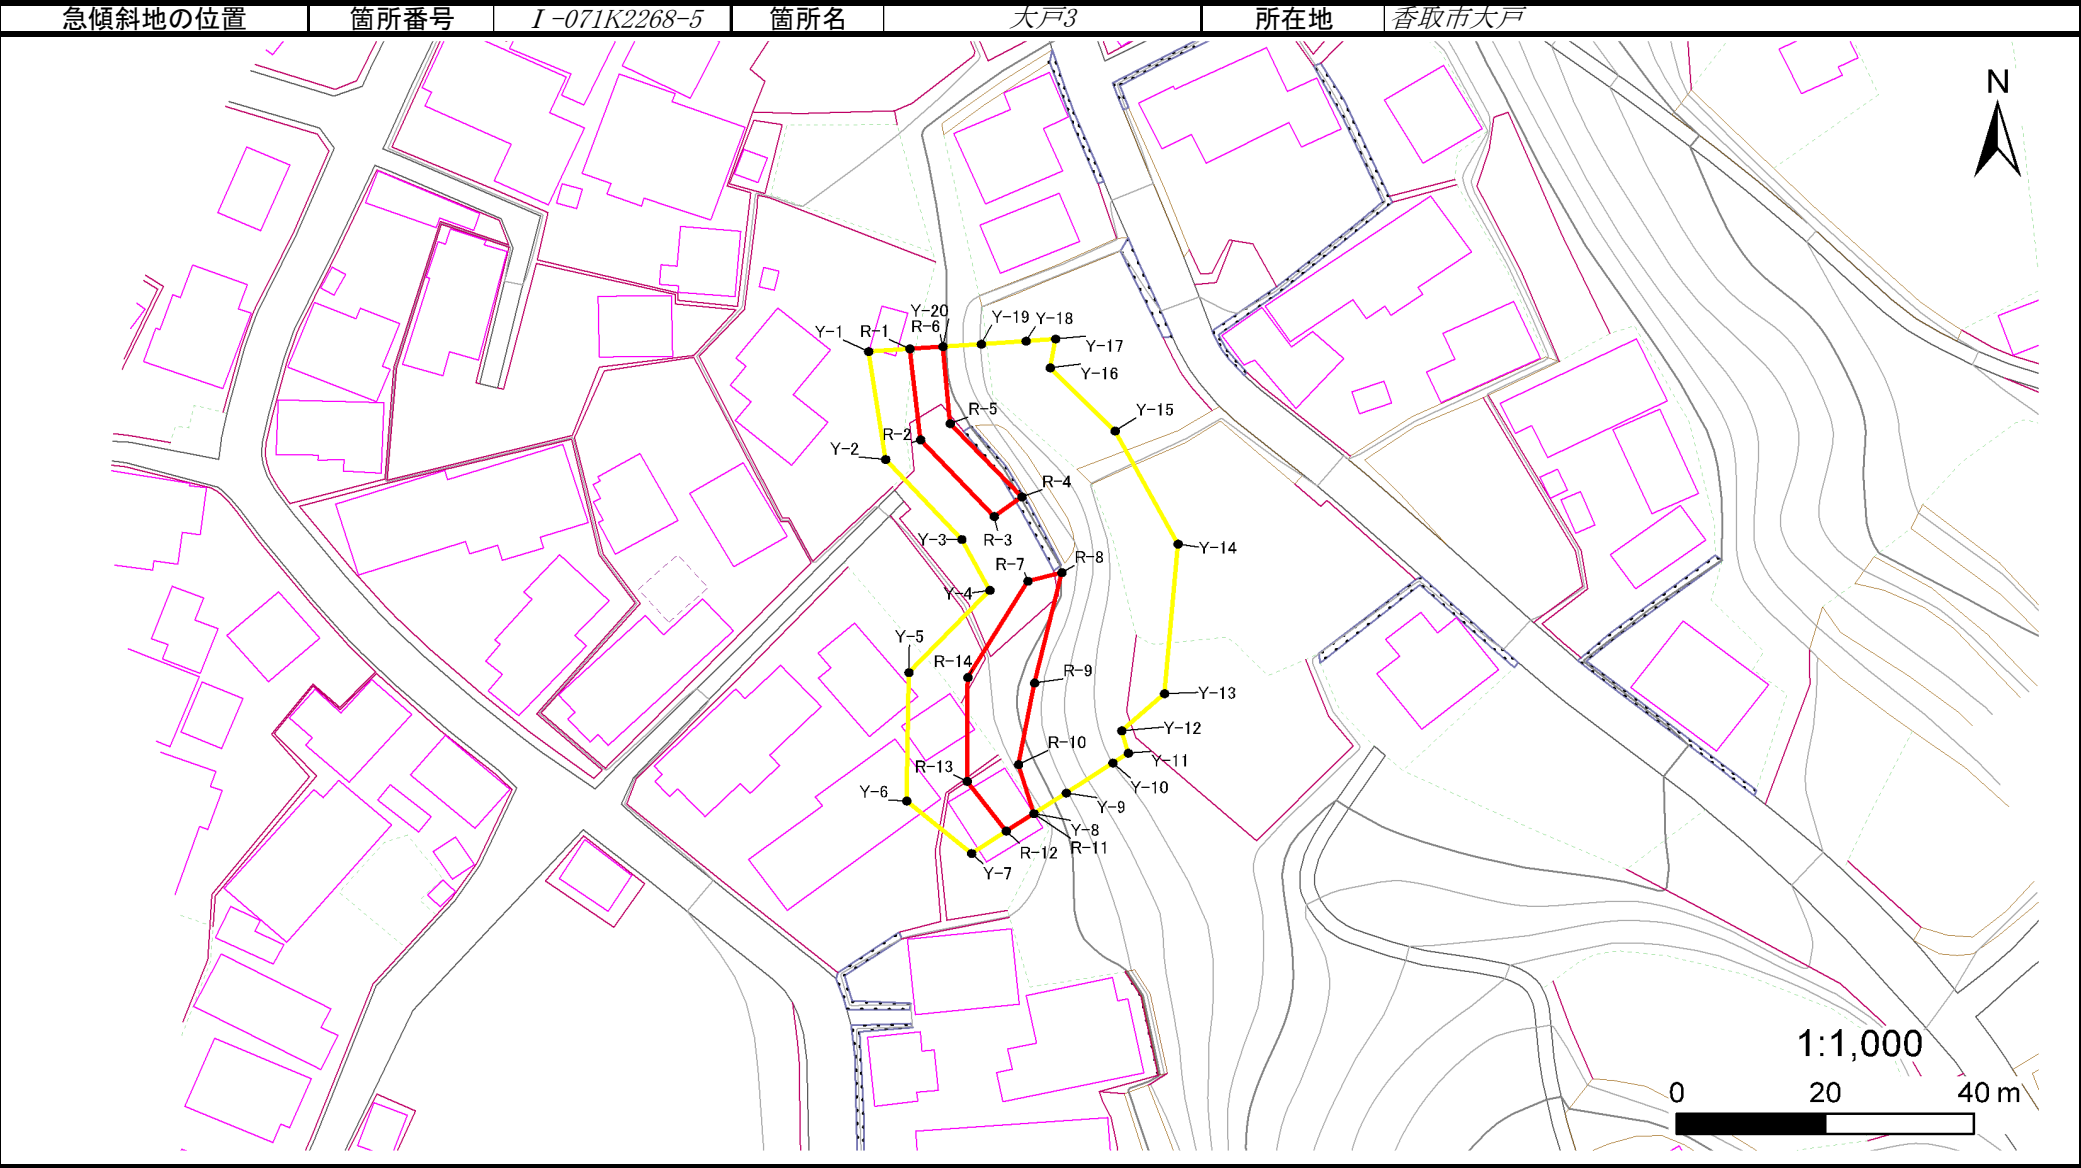 急傾斜地の位置 箇所番号 Ⅰ-071K2268-5 箇所名 大戸3 所在地 香取市大戸
N
Y-20
Y-1 R-1 R-6 Y-19 Y-18
Y-17
Y-16
R-5 Y-15
Y-2 R-2
R-4
Y-3 R-3
Y-14
R-7 R-8
Y-4
Y-5
R-14 R-9
Y-13
Y-12
R-10
Y-11
R-13
Y-10
Y-6
Y-9
Y-8
R-12 R-11
Y-7
1:1,000
0 20 40 m